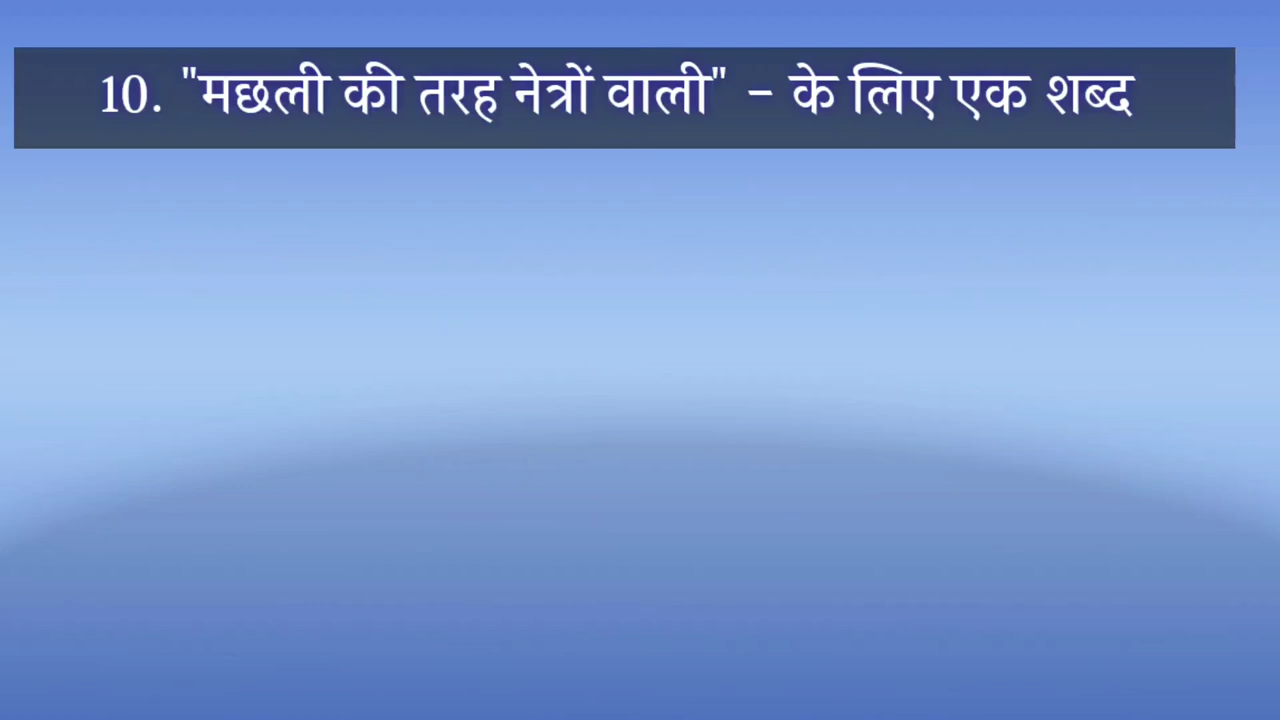 10. "मछली की तरह नेत्रों वाली" - के लिए एक शब्द